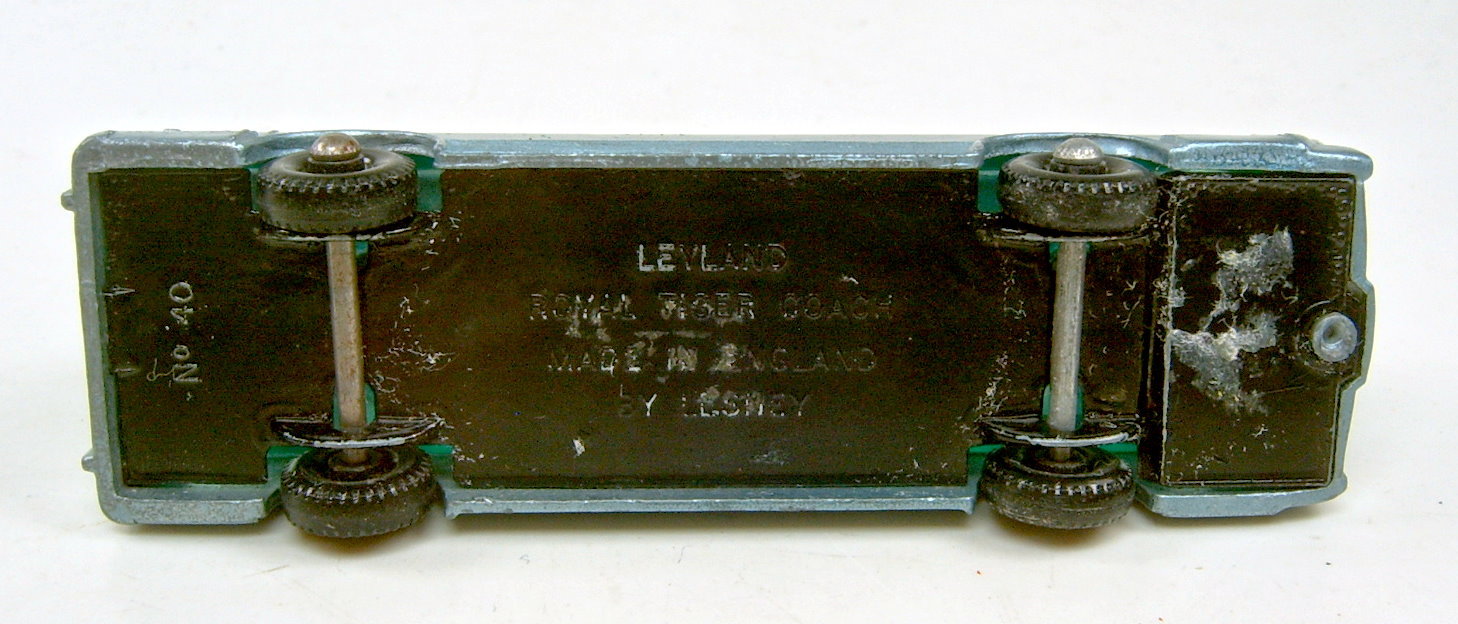 LEYLAND
ROYAL TIGER COACH
MADE IN ENGLAND
BY LESNEY
No 40